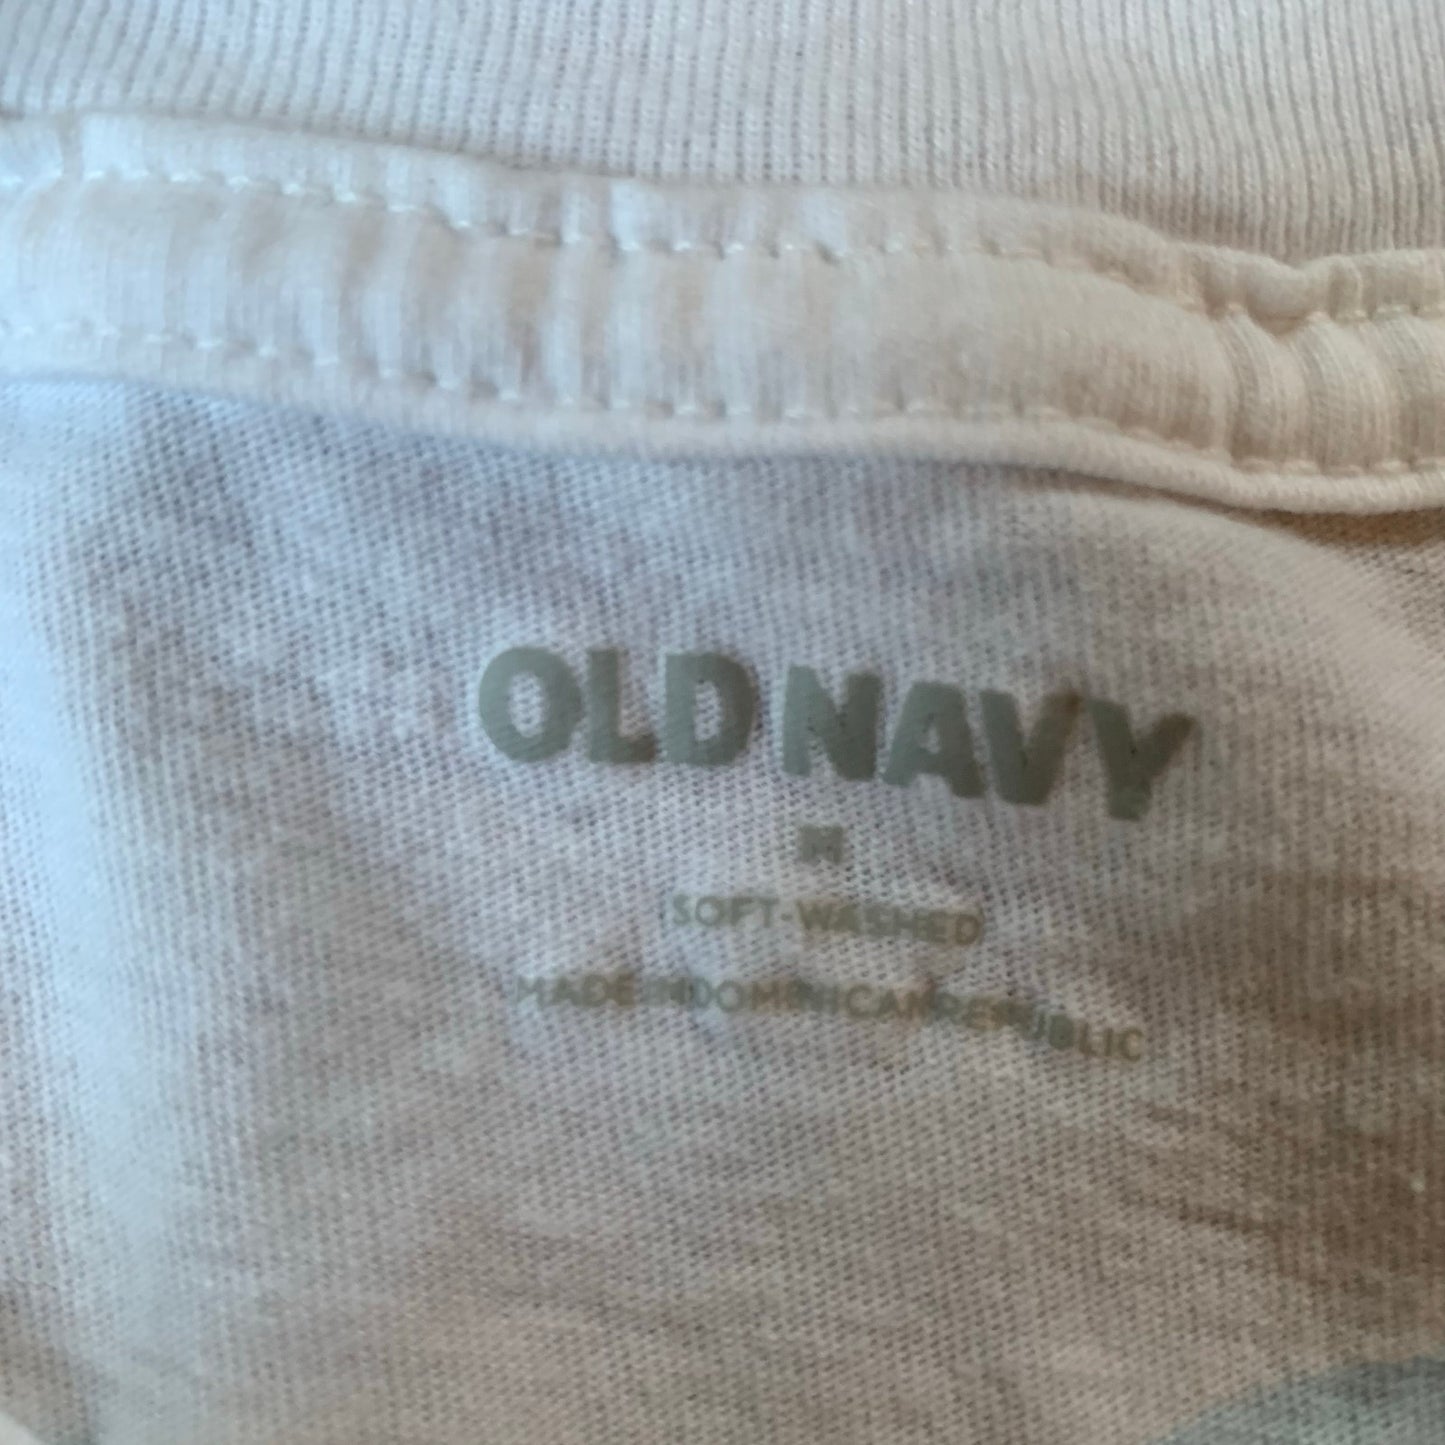 OLD NAVY
M
SOFT-WASHED
MADE IN DOMINICAN REPUBLIC